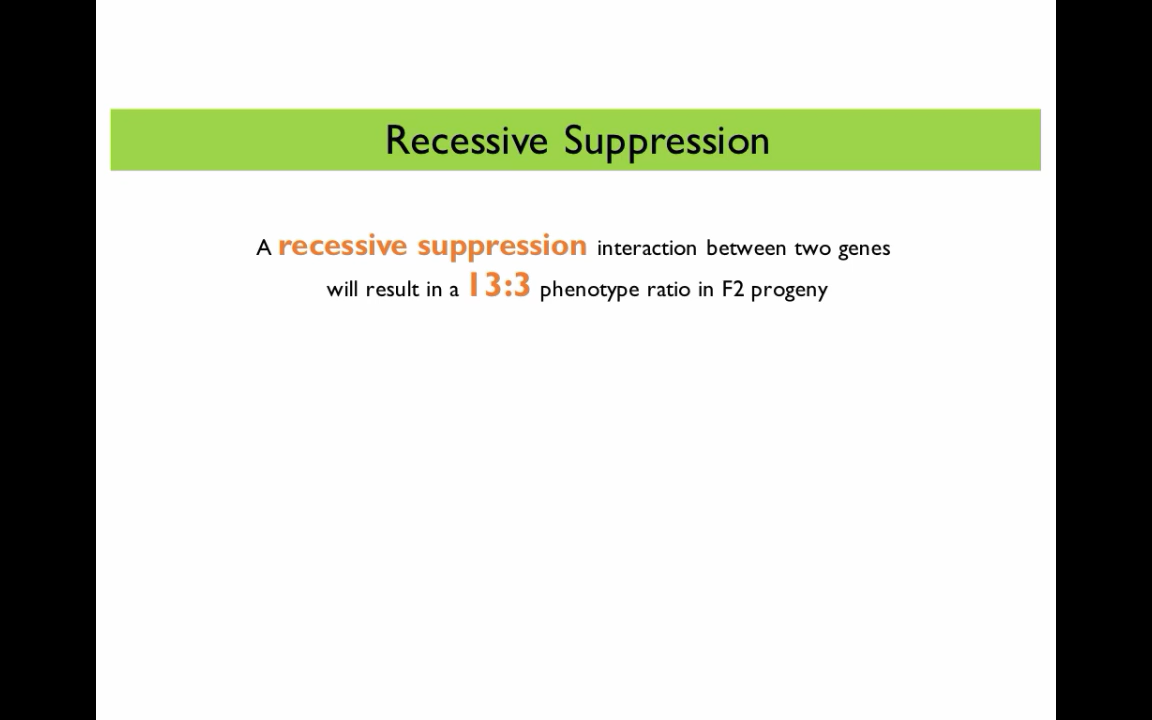 Recessive Suppression
A recessive suppression interaction between two genes
will result in a 13:3 phenotype ratio in F2 progeny